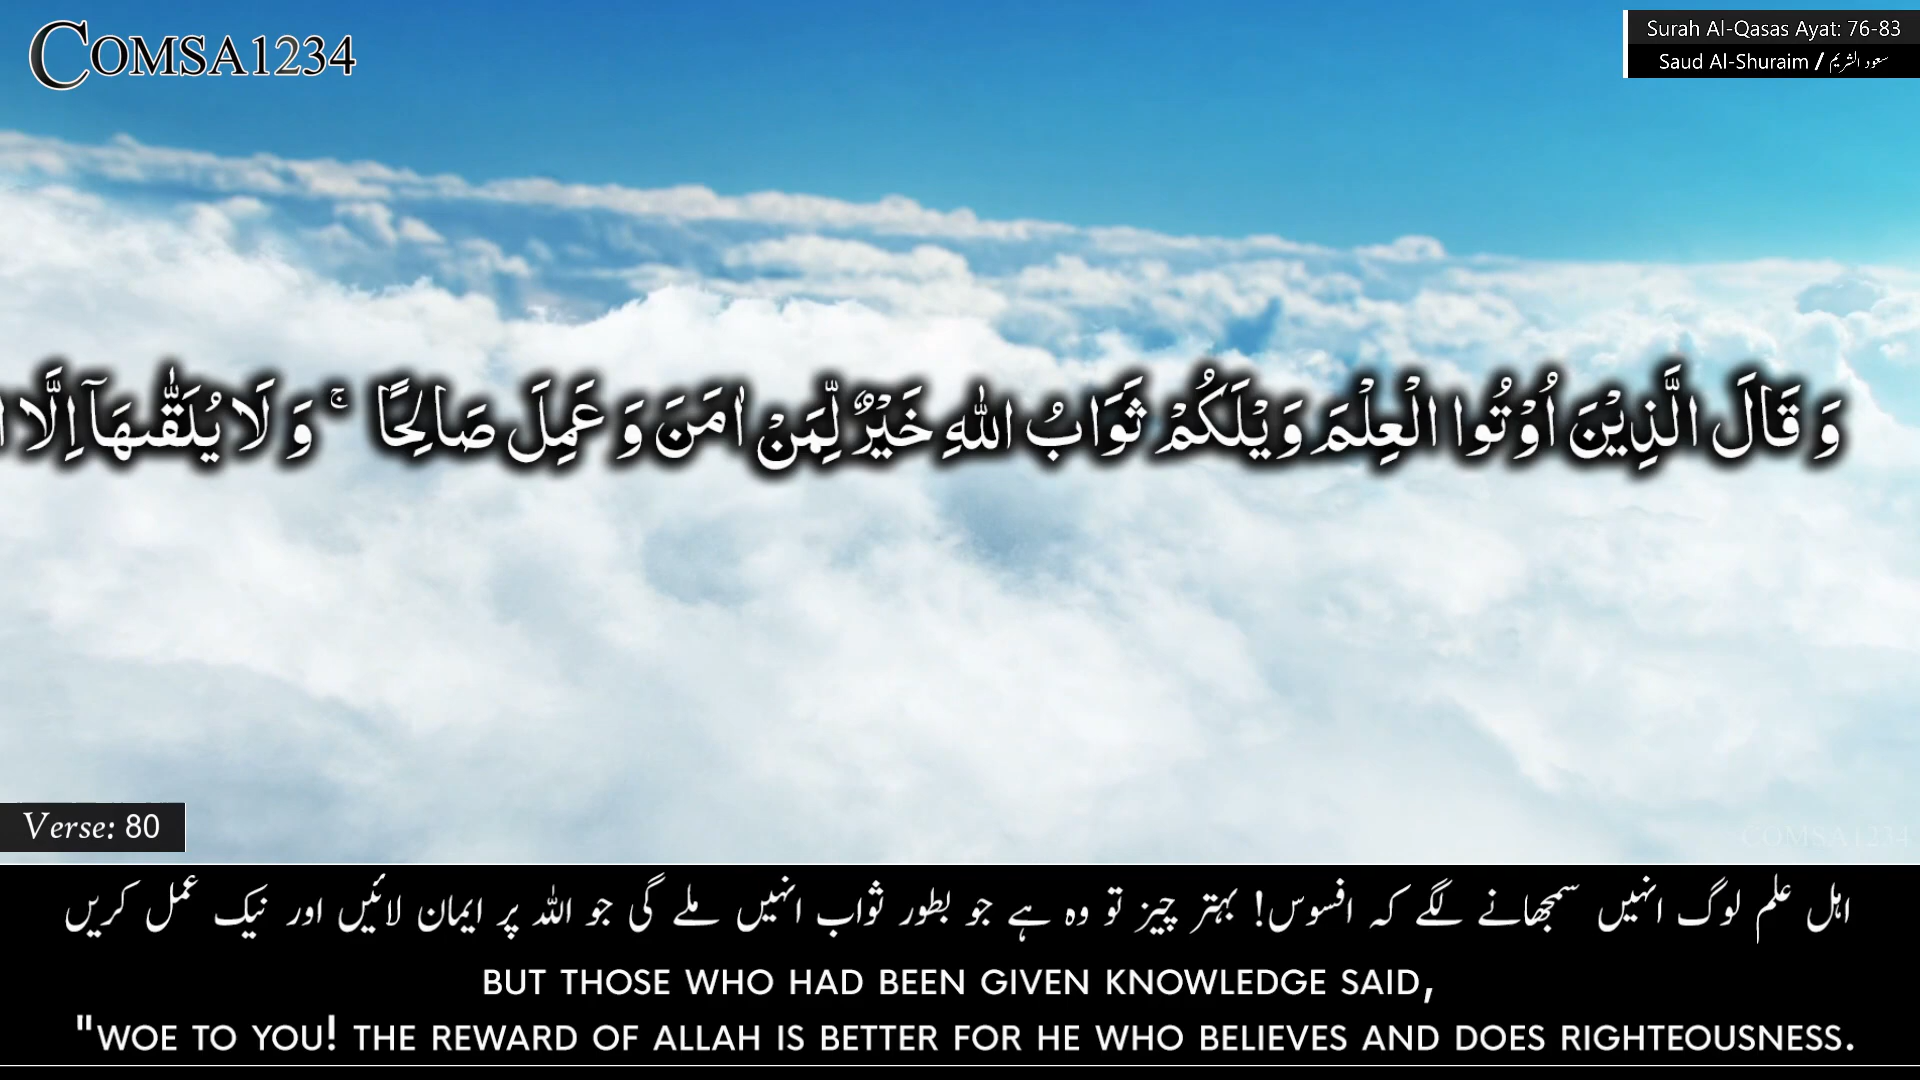 COMSA1234
Surah Al-Qasas Ayat: 76-83
Saud Al-Shuraim / سعود الشريم
وَ قَالَ الَّذِيْنَ اُوْتُوا الْعِلْمَ وَيْلَكُمْ ثَوَابُ اللّٰهِ خَيْرٌ لِّمَنْ اٰمَنَ وَ عَمِلَ صَالِحًا ۚ وَ لَا يُلَقّٰىهَاۤ اِلَّا
Verse: 80
COMSA1234
اہل علم لوگ انہیں سمجھانے لگے کہ افسوس! بہتر چیز تو وہ ہے جو بطور ثواب انہیں ملے گی جو اللہ پر ایمان لائیں اور نیک عمل کریں
BUT THOSE WHO HAD BEEN GIVEN KNOWLEDGE SAID,
"WOE TO YOU! THE REWARD OF ALLAH IS BETTER FOR HE WHO BELIEVES AND DOES RIGHTEOUSNESS.